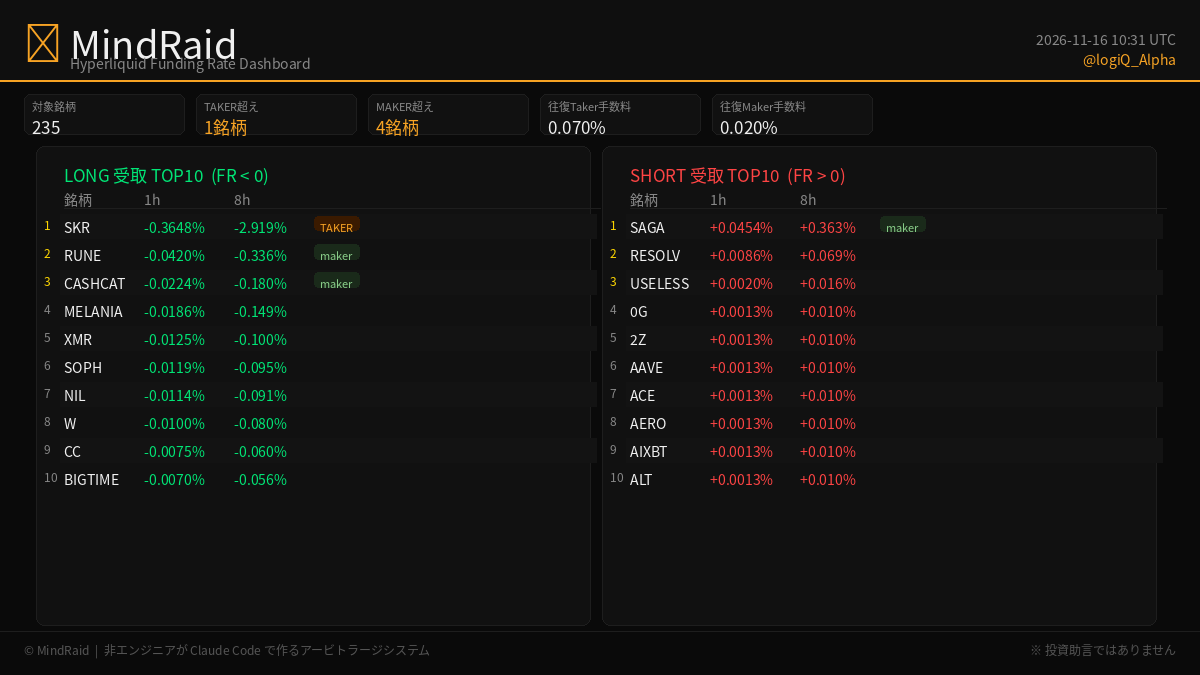 MindRaid
Hyperliquid Funding Rate Dashboard
2026-11-16 10:31 UTC
@logiQ_Alpha
対象銘柄
235
TAKER超え
1銘柄
MAKER超え
4銘柄
往復Taker手数料
0.070%
往復Maker手数料
0.020%
LONG 受取 TOP10 (FR < 0)
銘柄 1h 8h
1 SKR -0.3648% -2.919% TAKER
2 RUNE -0.0420% -0.336% maker
3 CASHCAT -0.0224% -0.180% maker
4 MELANIA -0.0186% -0.149%
5 XMR -0.0125% -0.100%
6 SOPH -0.0119% -0.095%
7 NIL -0.0114% -0.091%
8 W -0.0100% -0.080%
9 CC -0.0075% -0.060%
10 BIGTIME -0.0070% -0.056%
SHORT 受取 TOP10 (FR > 0)
銘柄 1h 8h
1 SAGA +0.0454% +0.363% maker
2 RESOLV +0.0086% +0.069%
3 USELESS +0.0020% +0.016%
4 0G +0.0013% +0.010%
5 2Z +0.0013% +0.010%
6 AAVE +0.0013% +0.010%
7 ACE +0.0013% +0.010%
8 AERO +0.0013% +0.010%
9 AIXBT +0.0013% +0.010%
10 ALT +0.0013% +0.010%
© MindRaid | 非エンジニアが Claude Code で作るアービトラージシステム
※ 投資助言ではありません